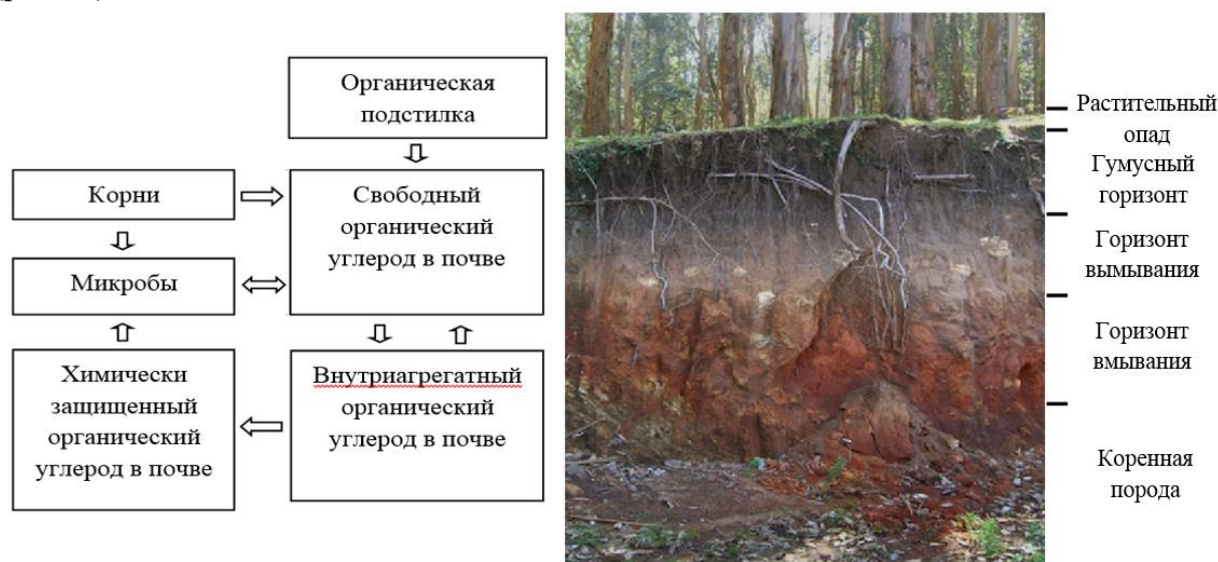 Органическая
подстилка
Корни
Свободный
органический
углерод в почве
Микробы
Химически
защищенный
органический
углерод в почве
Внутриагрегатный
органический
углерод в почве
Растительный
опад
Гумусный
горизонт
Горизонт
вымывания
Горизонт
вмывания
Коренная
порода